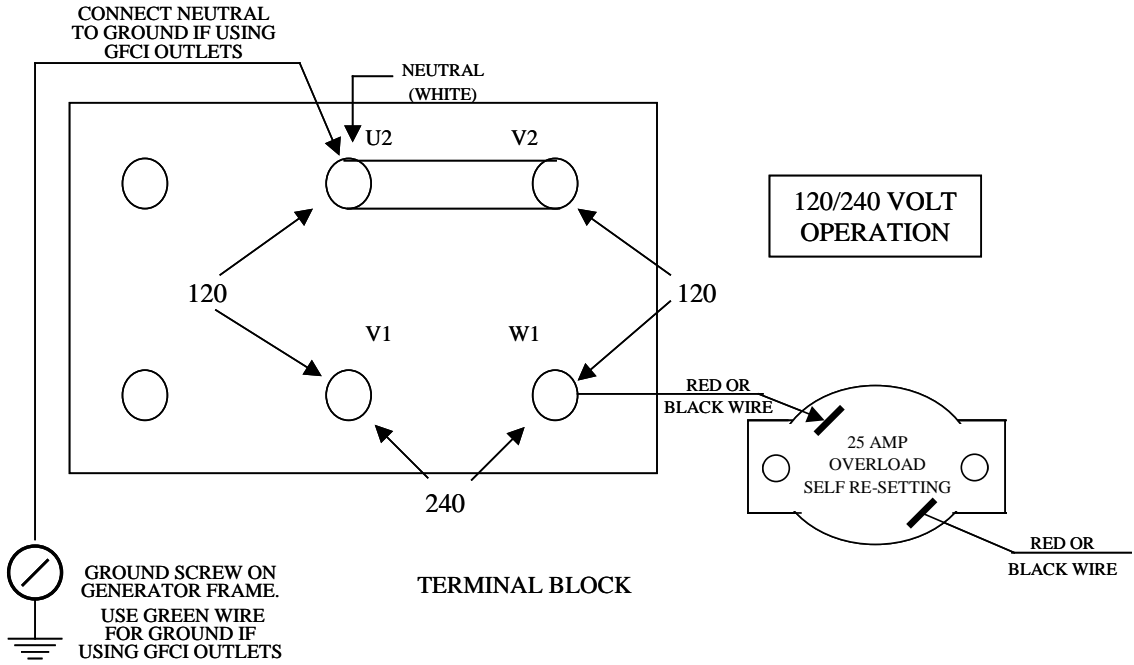 CONNECT NEUTRAL
TO GROUND IF USING
GFCI OUTLETS
NEUTRAL
(WHITE)
U2
V2
120/240 VOLT
OPERATION
120
120
V1
W1
RED OR
BLACK WIRE
25 AMP
OVERLOAD
SELF RE-SETTING
240
RED OR
BLACK WIRE
GROUND SCREW ON
GENERATOR FRAME.
USE GREEN WIRE
FOR GROUND IF
USING GFCI OUTLETS
TERMINAL BLOCK